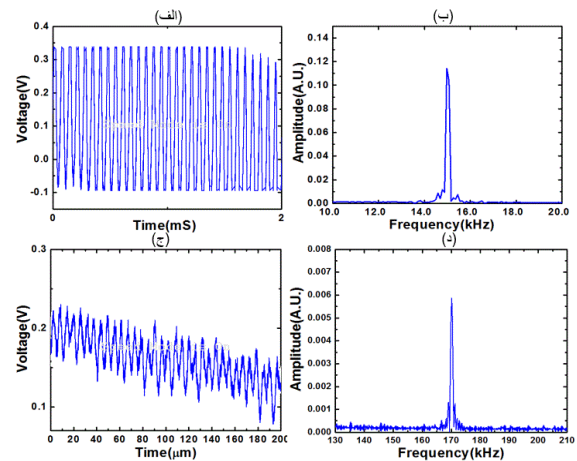 (الف)
0.4
0.3
0.2
0.1
0.0
-0.1
Voltage(V)
0 2
Time(mS)
(ب)
0.14
0.12
0.10
0.08
0.06
0.04
0.02
0.00
Amplitude(A.U.)
10.0 12.0 14.0 16.0 18.0 20.0
Frequency(kHz)
(ج)
0.3
0.2
0.1
Voltage(V)
0 20 40 60 80 100 120 140 160 180 200
Time(μm)
(د)
0.008
0.007
0.006
0.005
0.004
0.003
0.002
0.001
0.000
Amplitude(A.U.)
130 140 150 160 170 180 190 200 210
Frequency(kHz)